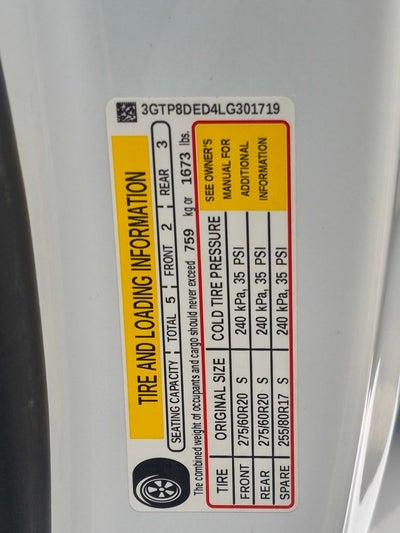 3GTP8DED4LG301719
TIRE AND LOADING INFORMATION
SEATING CAPACITY TOTAL 5 FRONT 2 REAR 3
The combined weight of occupants and cargo should never exceed 759 kg or 1673 lbs.
TIRE ORIGINAL SIZE COLD TIRE PRESSURE
FRONT 275/60R20 S 240 kPa, 35 PSI
REAR 275/60R20 S 240 kPa, 35 PSI
SPARE 255/80R17 S 240 kPa, 35 PSI
SEE OWNER'S
MANUAL FOR
ADDITIONAL
INFORMATION